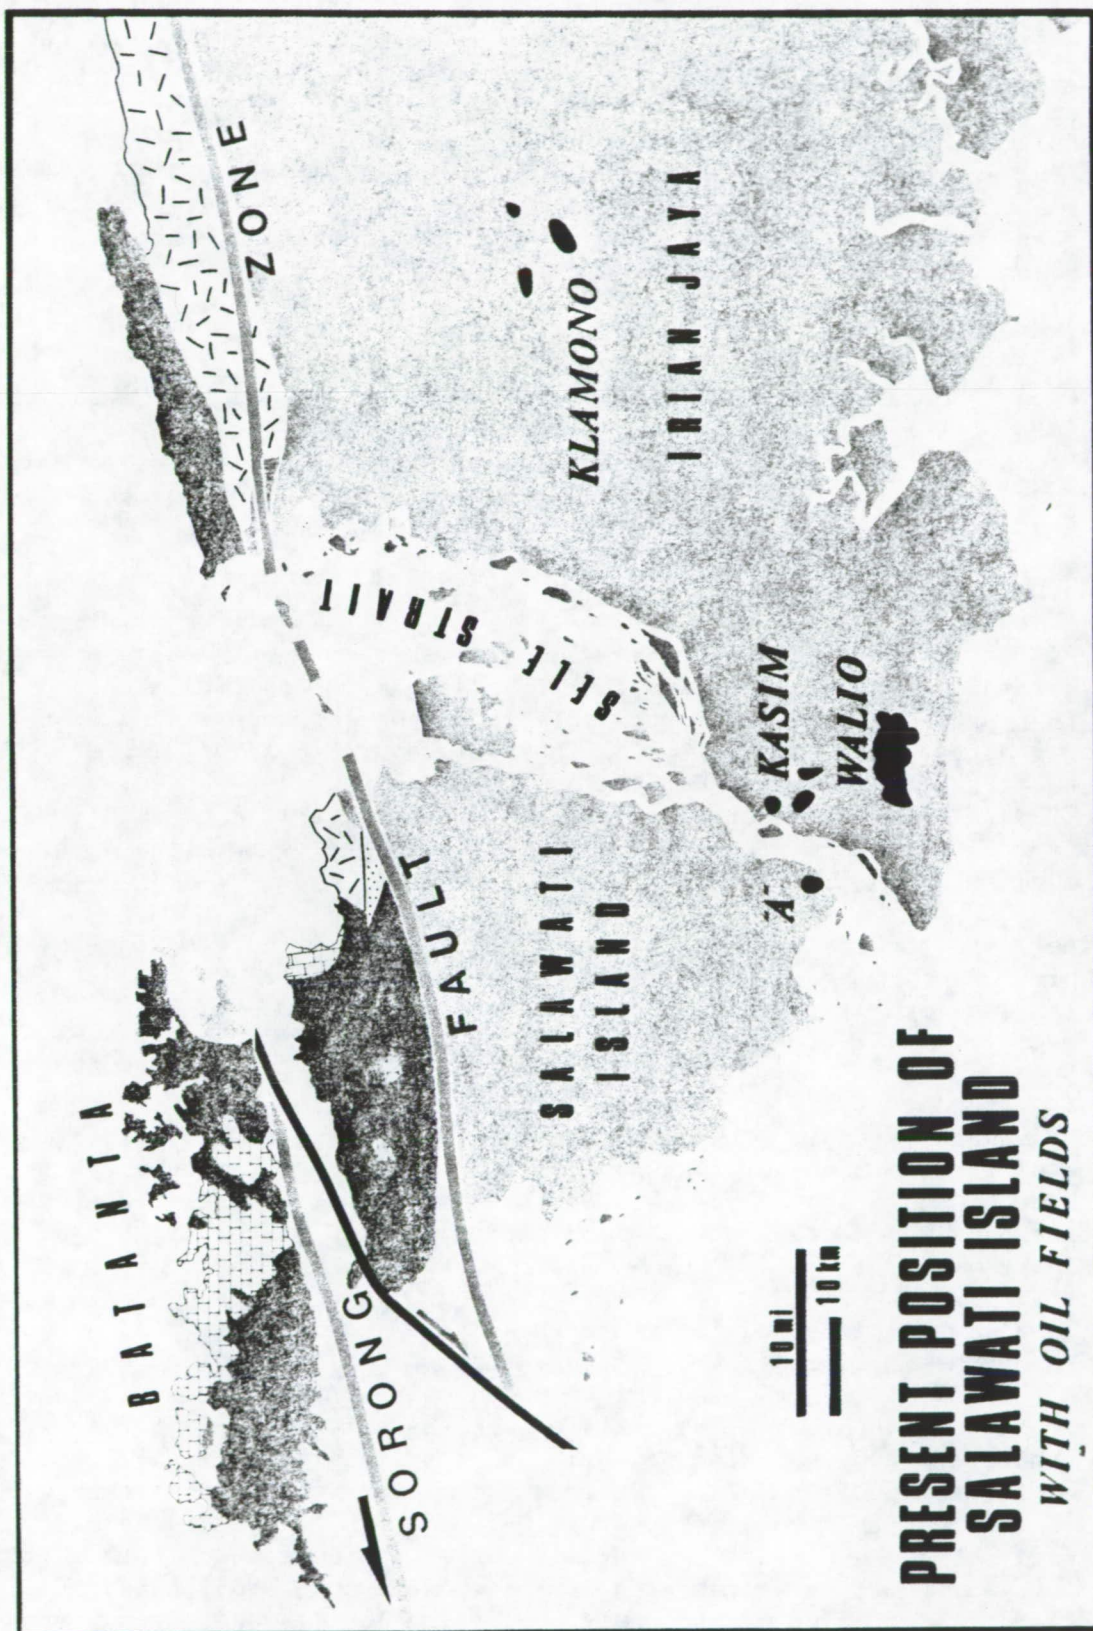 BATANTA
SORONG
FAULT
ZONE
SELE
STRAIT
SALAWATI
ISLAND
KLAMONO
IRIAN JAYA
"A"
KASIM
WALIO
10 mi
10 km
PRESENT POSITION OF
SALAWATI ISLAND
WITH OIL FIELDS